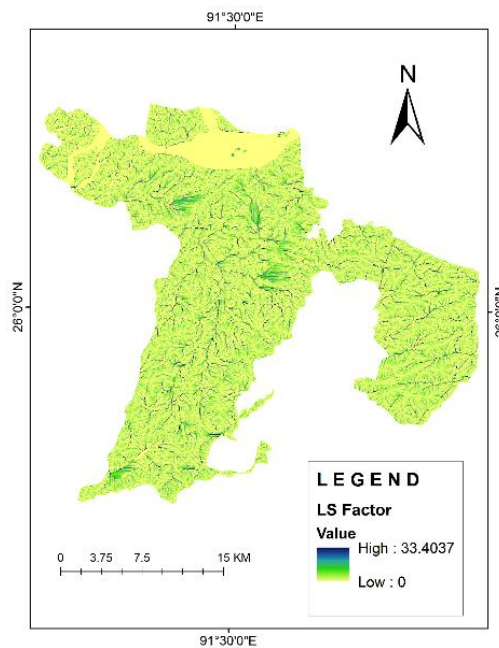 91°30'0"E
N
26°0'0"N
26°0'0"N
LEGEND
LS Factor
Value
High : 33.4037
Low : 0
0 3.75 7.5 15 KM
91°30'0"E